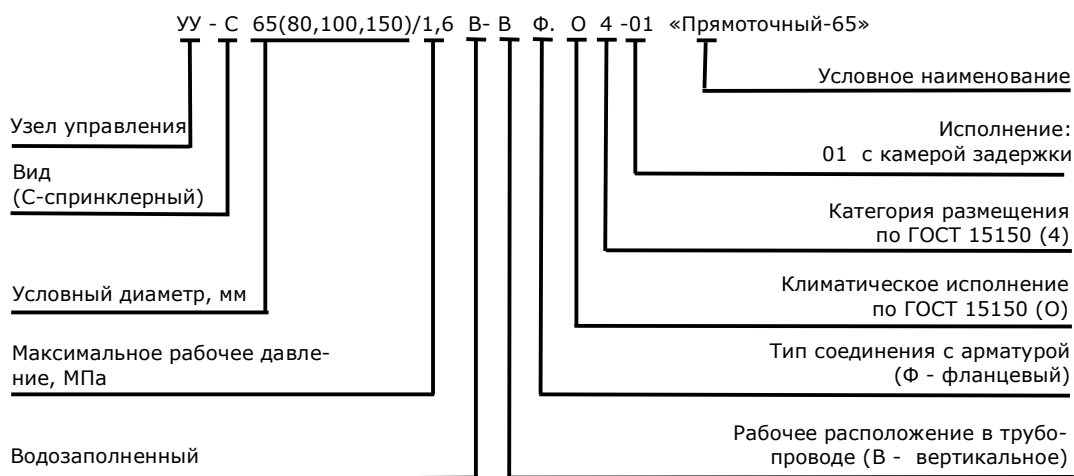 УУ - С 65(80,100,150)/1,6 В- В Ф. О 4 -01 «Прямоточный-65»
Условное наименование
Узел управления
Исполнение:
01 с камерой задержки
Вид
(С-спринклерный)
Категория размещения
по ГОСТ 15150 (4)
Условный диаметр, мм
Климатическое исполнение
по ГОСТ 15150 (О)
Максимальное рабочее давле-
ние, МПа
Тип соединения с арматурой
(Ф - фланцевый)
Водозаполненный
Рабочее расположение в трубо-
проводе (В - вертикальное)